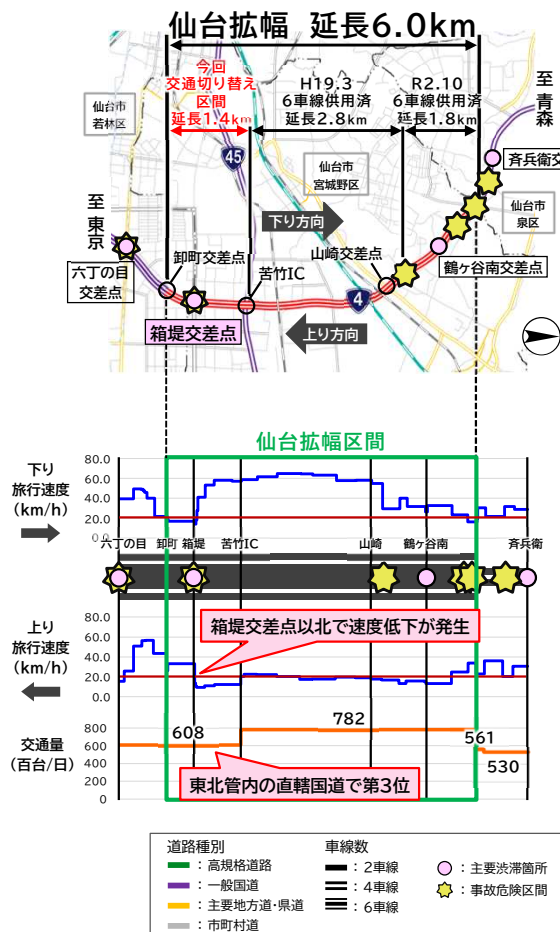 仙台拡幅 延長6.0km
今回
交通切り替え
区間
延長1.4km
H19.3
6車線供用済
延長2.8km
R2.10
6車線供用済
延長1.8km
仙台市
若林区
45
仙台市
宮城野区
至青森
斉兵衛交
仙台市
泉区
至東京
下り方向
六丁の目
交差点
卸町交差点
山崎交差点
鶴ヶ谷南交差点
苦竹IC
4
箱堤交差点
上り方向
仙台拡幅区間
下り
旅行速度
(km/h)
80.0
60.0
40.0
20.0
0.0
六丁の目 卸町 箱堤 苦竹IC 山崎 鶴ヶ谷南 斉兵衛
箱堤交差点以北で速度低下が発生
上り
旅行速度
(km/h)
80.0
60.0
40.0
20.0
0.0
交通量
(百台/日)
800
600
400
200
0
608
782
561
530
東北管内の直轄国道で第3位
道路種別
：高規格道路
：一般国道
：主要地方道・県道
：市町村道
車線数
：2車線
：4車線
：6車線
：主要渋滞箇所
：事故危険区間